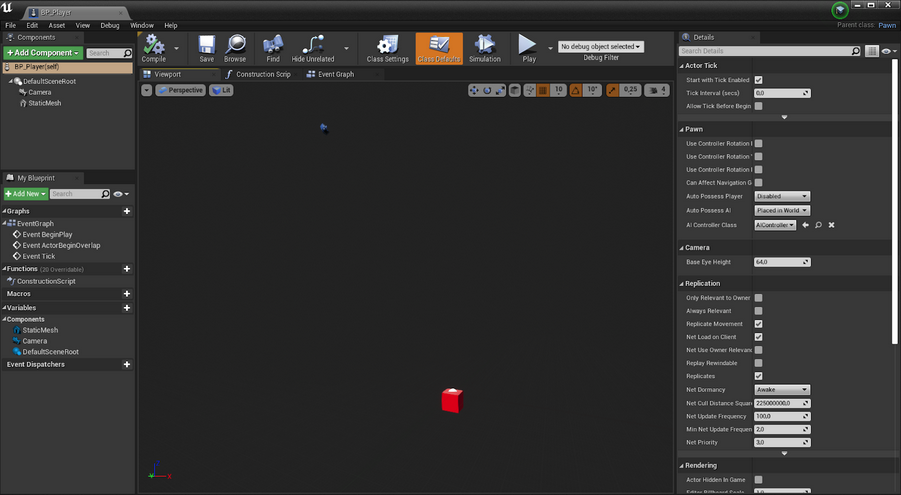 BP_Player
File Edit Asset View Debug Window Help
Parent class: Pawn
Components
+ Add Component
Search
BP_Player(self)
DefaultSceneRoot
Camera
StaticMesh
My Blueprint
+ Add New
Search
Graphs
EventGraph
Event BeginPlay
Event ActorBeginOverlap
Event Tick
Functions (20 Overridable)
ConstructionScript
Macros
Variables
Components
StaticMesh
Camera
DefaultSceneRoot
Event Dispatchers
Compile
Save
Browse
Find
Hide Unrelated
Class Settings
Class Defaults
Simulation
Play
No debug object selected
Debug Filter
Viewport
Construction Scrip
Event Graph
Perspective
Lit
10
10°
0,25
4
Z
X
Details
Search Details
Actor Tick
Start with Tick Enabled
Tick Interval (secs) 0,0
Allow Tick Before Begin
Pawn
Use Controller Rotation
Use Controller Rotation
Use Controller Rotation
Can Affect Navigation G
Auto Possess Player Disabled
Auto Possess AI Placed in World
AI Controller Class AIController
Camera
Base Eye Height 64,0
Replication
Only Relevant to Owner
Always Relevant
Replicate Movement
Net Load on Client
Net Use Owner Relevanc
Replay Rewindable
Replicates
Net Dormancy Awake
Net Cull Distance Squar 225000000,0
Net Update Frequency 100,0
Min Net Update Frequen 2,0
Net Priority 3,0
Rendering
Actor Hidden In Game